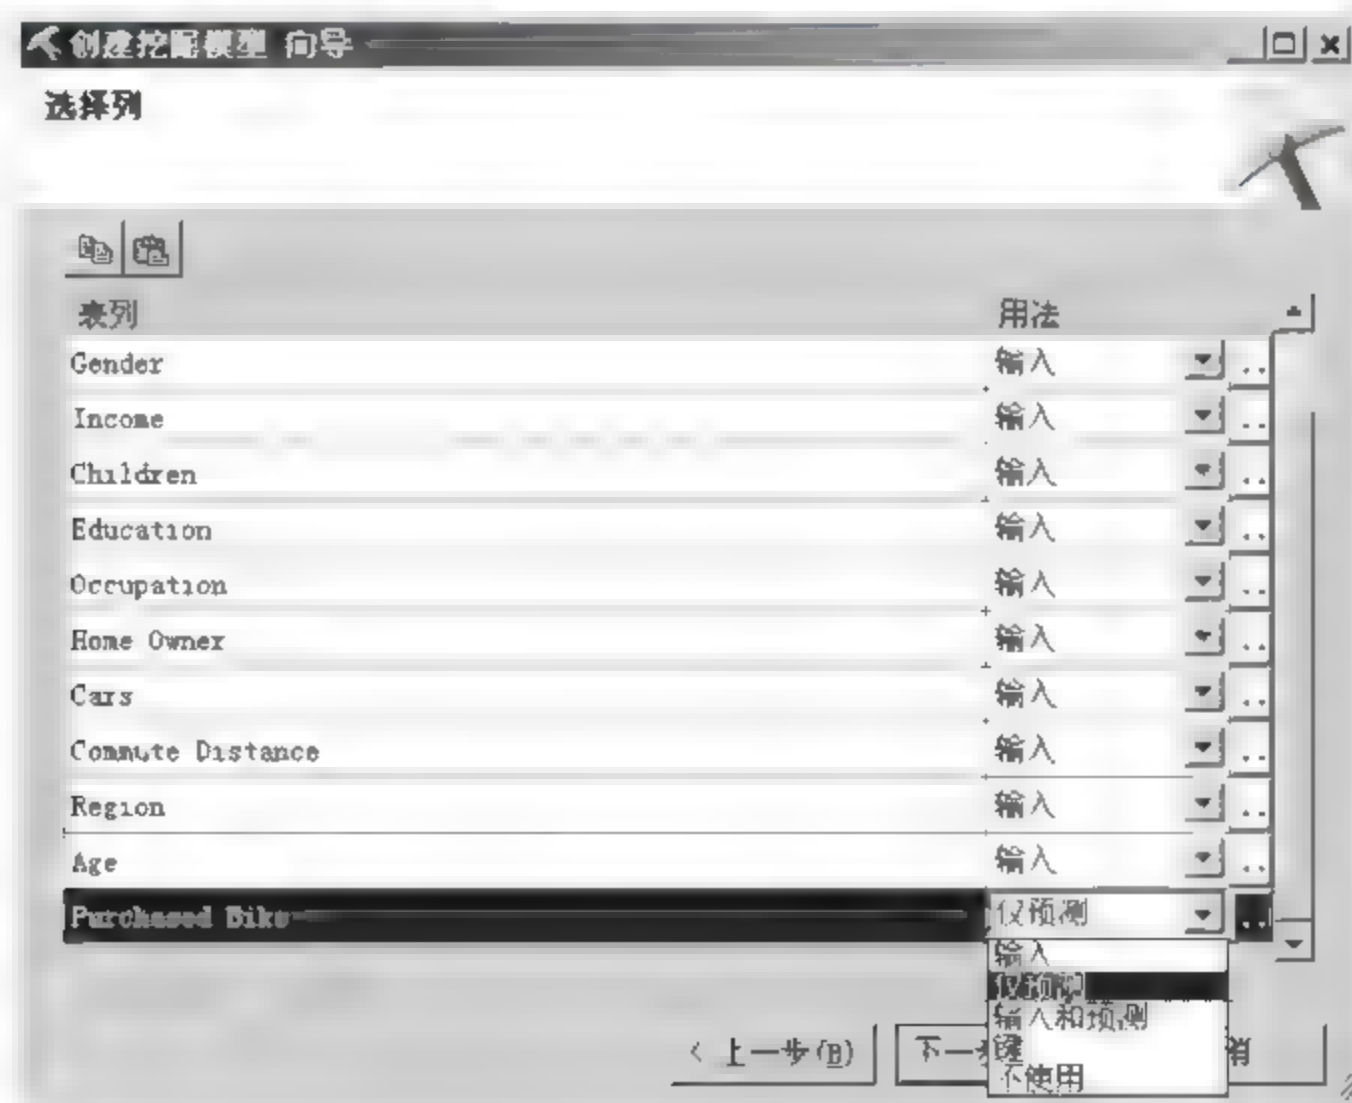 创建挖掘模型 向导
选择列
表列 用法
Gender 输入
Income 输入
Children 输入
Education 输入
Occupation 输入
Home Owner 输入
Cars 输入
Commute Distance 输入
Region 输入
Age 输入
Purchased Bike 仅预测
输入
仅预测
输入和预测
键
不使用
< 上一步(B)
下一步
消